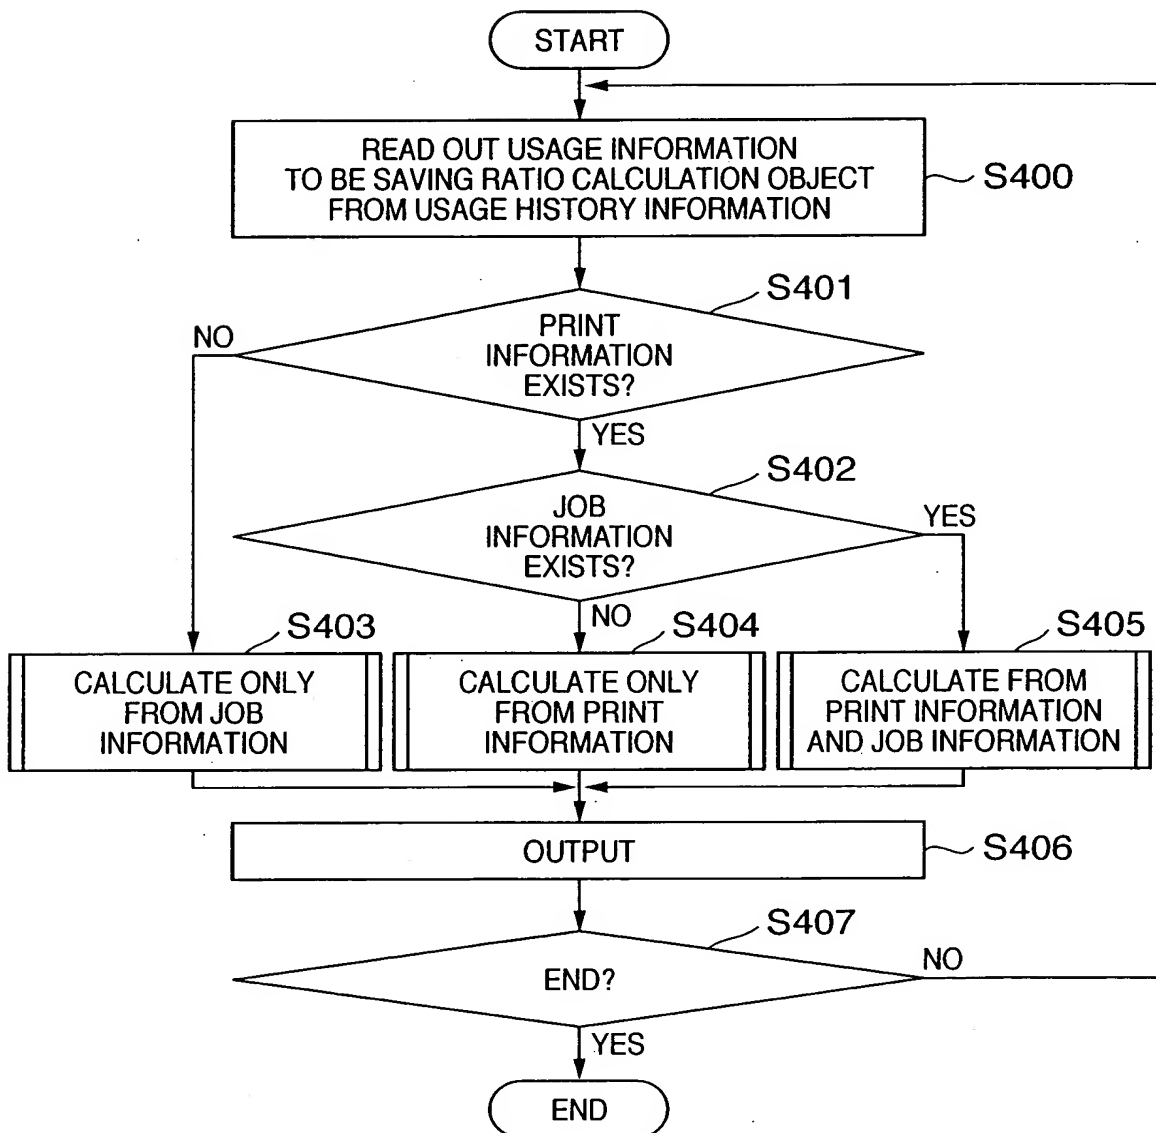 START
READ OUT USAGE INFORMATION
TO BE SAVING RATIO CALCULATION OBJECT
FROM USAGE HISTORY INFORMATION
S400
S401
PRINT
INFORMATION
EXISTS?
NO
YES
S402
JOB
INFORMATION
EXISTS?
YES
NO
S403
CALCULATE ONLY
FROM JOB
INFORMATION
S404
CALCULATE ONLY
FROM PRINT
INFORMATION
S405
CALCULATE FROM
PRINT INFORMATION
AND JOB INFORMATION
OUTPUT
S406
S407
END?
NO
YES
END